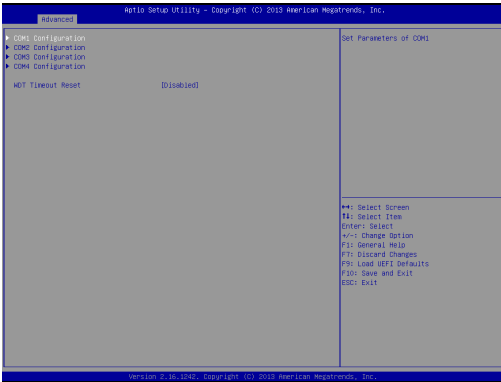 Aptio Setup Utility - Copyright (C) 2013 American Megatrends, Inc.
Advanced
COM1 Configuration
COM2 Configuration
COM3 Configuration
COM4 Configuration
WDT Timeout Reset [Disabled]
Set Parameters of COM1
→←: Select Screen
↑↓: Select Item
Enter: Select
+/-: Change Option
F1: General Help
F7: Discard Changes
F9: Load UEFI Defaults
F10: Save and Exit
ESC: Exit
Version 2.16.1242. Copyright (C) 2013 American Megatrends, Inc.